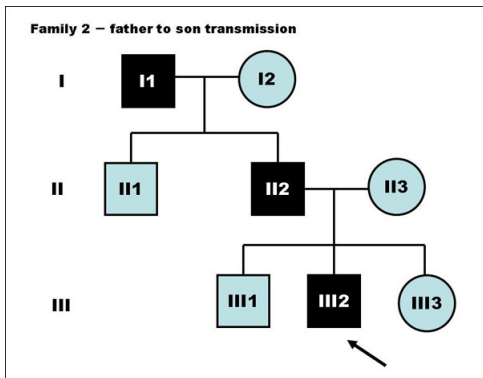 Family 2 – father to son transmission
I
I1
I2
II
II1
II2
II3
III
III1
III2
III3